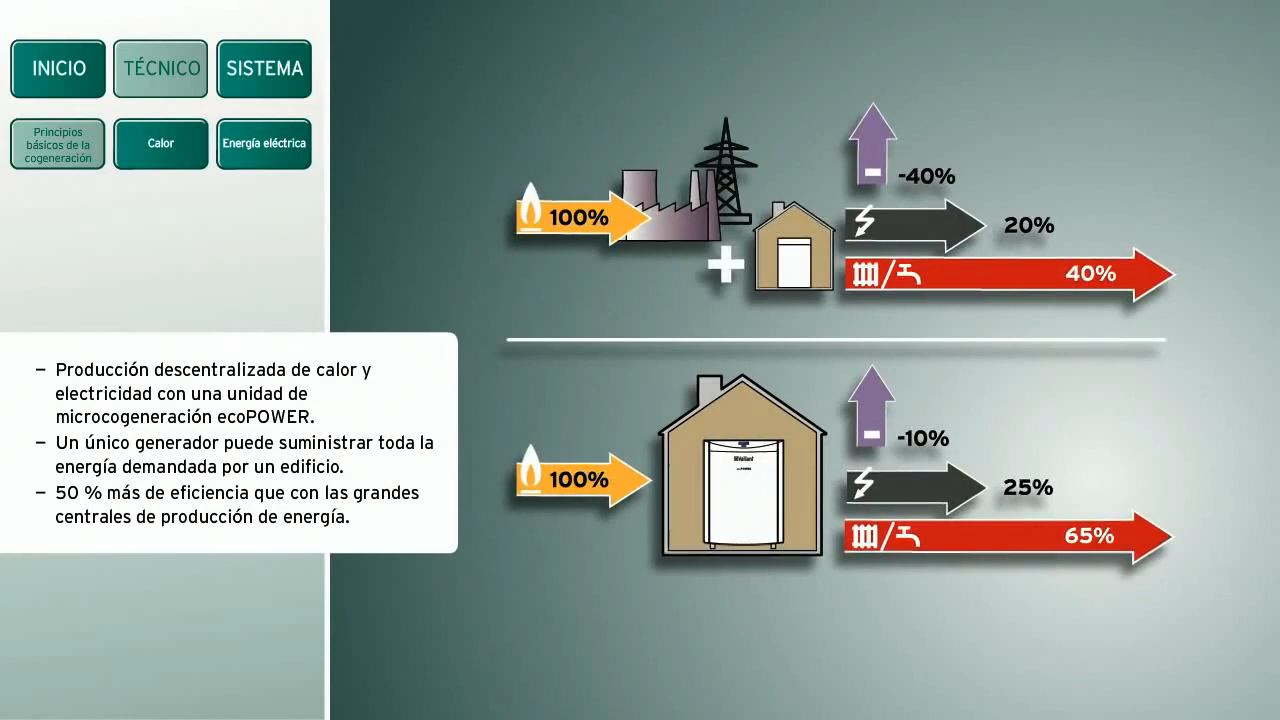 INICIO
TÉCNICO
SISTEMA
Principios
básicos de la
cogeneración
Calor
Energía eléctrica
– Producción descentralizada de calor y
electricidad con una unidad de
microcogeneración ecoPOWER.
– Un único generador puede suministrar toda la
energía demandada por un edificio.
– 50 % más de eficiencia que con las grandes
centrales de producción de energía.
100%
-40%
20%
40%
100%
Vaillant
ecoPOWER
-10%
25%
65%